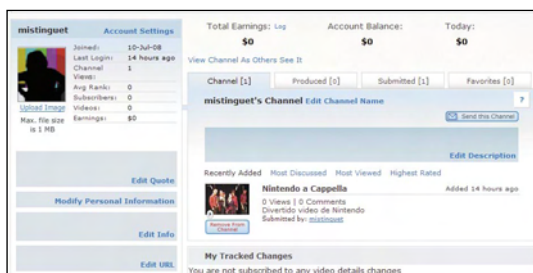 mistinguet Account Settings
Joined: 10-Jul-08
Last Login: 14 hours ago
Channel Views: 1
Avg Rank: 0
Subscribers: 0
Videos: 0
Earnings: $0
Upload Image
Max. file size
is 1 MB
Edit Quote
Modify Personal Information
Edit Info
Edit URL
Total Earnings: Log Account Balance: Today:
$0 $0 $0
View Channel As Others See It
Channel [1] Produced [0] Submitted [1] Favorites [0]
mistinguet's Channel Edit Channel Name ?
Send this Channel
Edit Description
Recently Added Most Discussed Most Viewed Highest Rated
Nintendo a Cappella Added 14 hours ago
0 Views | 0 Comments
Divertido video de Nintendo
Submitted by: mistinguet
Remove From
Channel
My Tracked Changes
You are not subscribed to any video details changes